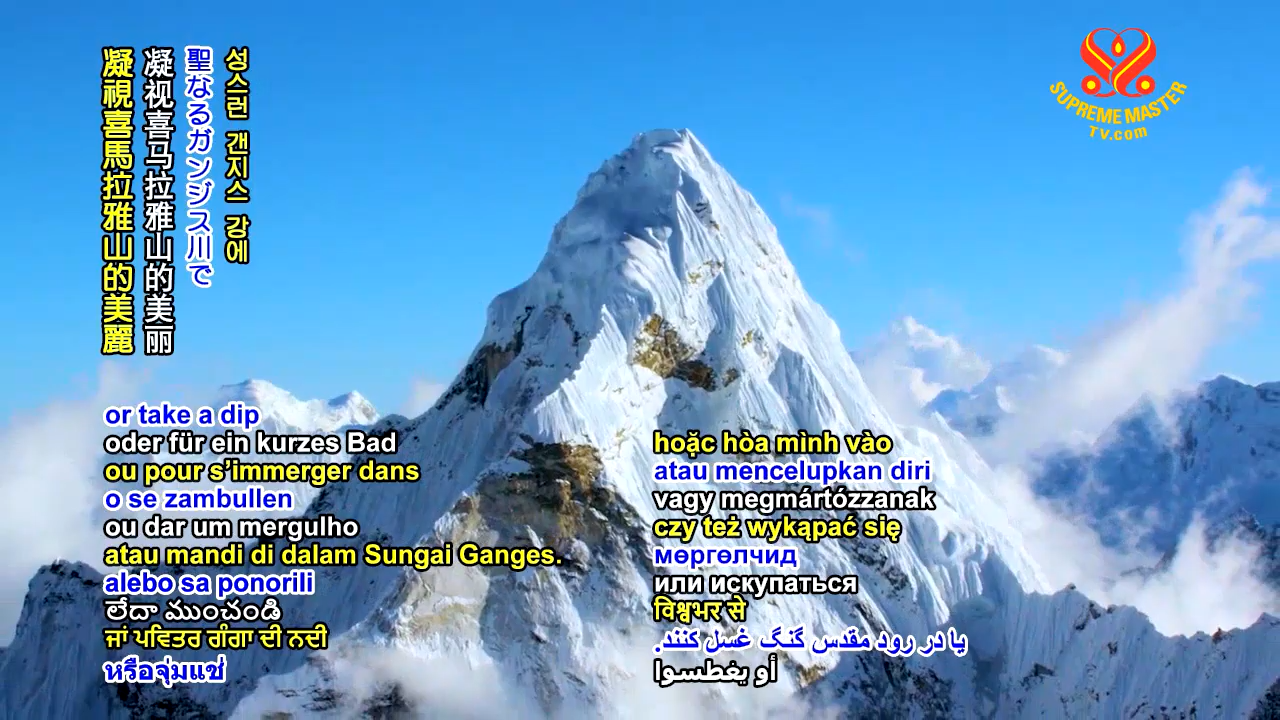 凝視喜馬拉雅山的美麗
凝视喜马拉雅山的美丽
聖なるガンジス川で
성스런 갠지스 강에
SUPREME MASTER
TV.com
or take a dip
oder für ein kurzes Bad
ou pour s’immerger dans
o se zambullen
ou dar um mergulho
atau mandi di dalam Sungai Ganges.
alebo sa ponorili
లేదా ముంచండి
ਜਾਂ ਪਵਿਤਰ ਗੰਗਾ ਦੀ ਨਦੀ
หรือจุ่มแช่
hoặc hòa mình vào
atau mencelupkan diri
vagy megmártózzanak
czy też wykąpać się
мөргөлчид
или искупаться
विश्वभर से
یا در رود مقدس گنگ غسل کنند.
أو يغطسوا